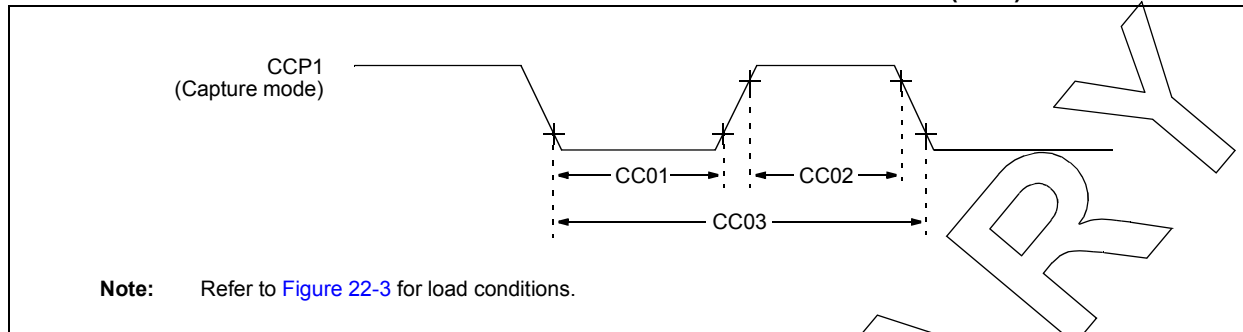 CCP1
(Capture mode)
CC01
CC02
CC03
Note: Refer to Figure 22-3 for load conditions.
R
Y